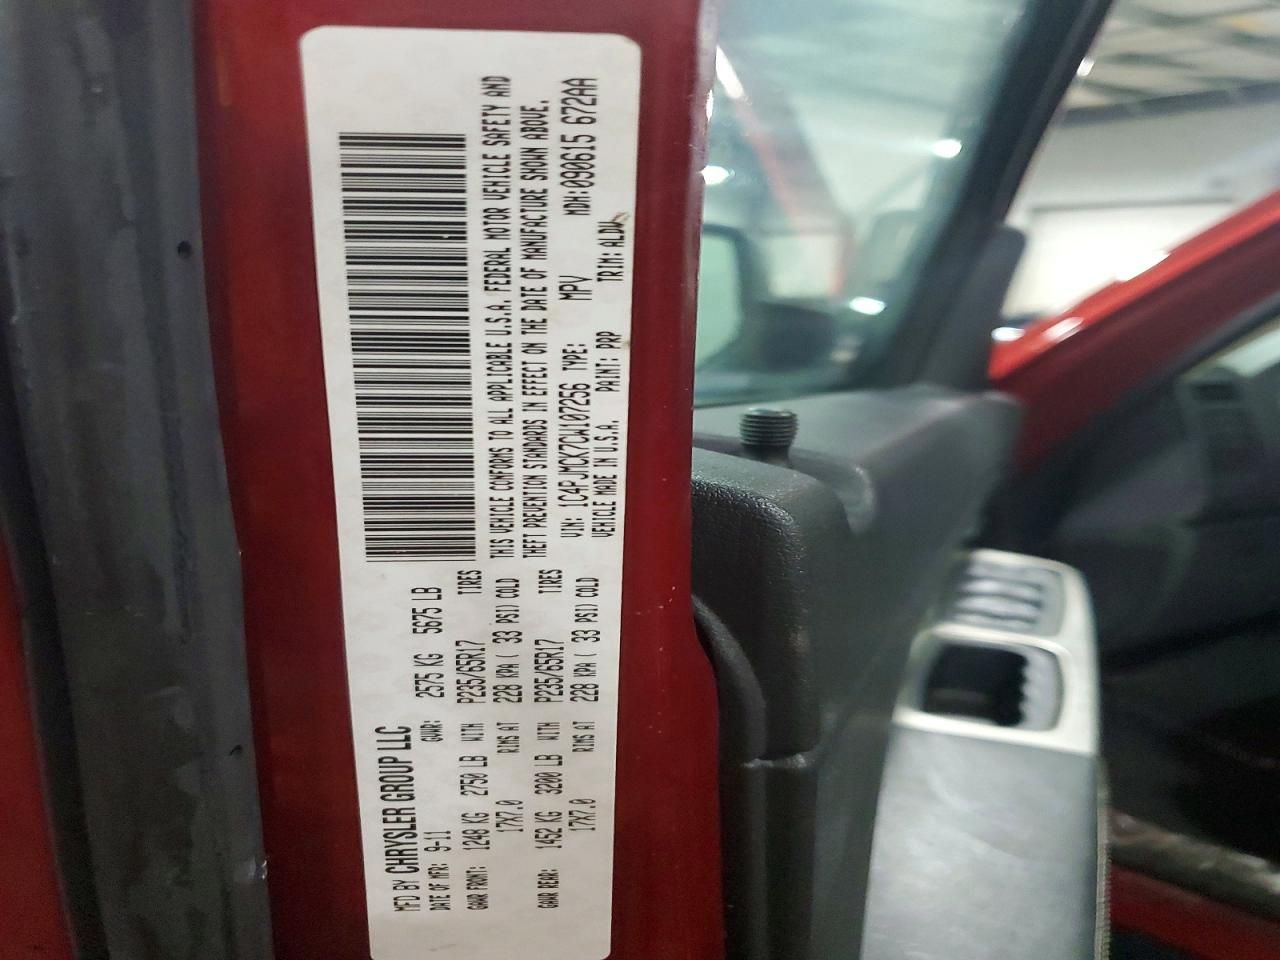 MFD BY CHRYSLER GROUP LLC
DATE OF MFR: 9-11 GVWR: 2575 KG 5675 LB
GAWR FRONT: 1248 KG 2750 LB WITH P235/65R17 TIRES
17X7.0 RIMS AT 228 KPA ( 33 PSI) COLD
GAWR REAR: 1452 KG 3200 LB WITH P235/65R17 TIRES
17X7.0 RIMS AT 228 KPA ( 33 PSI) COLD
THIS VEHICLE CONFORMS TO ALL APPLICABLE U.S.A. FEDERAL MOTOR VEHICLE SAFETY AND
THEFT PREVENTION STANDARDS IN EFFECT ON THE DATE OF MANUFACTURE SHOWN ABOVE.
VIN: 1C4PJMCK7CW107256 TYPE: MPV MDH:090615 672AA
VEHICLE MADE IN U.S.A. PAINT: PRP TRIM: ALDV